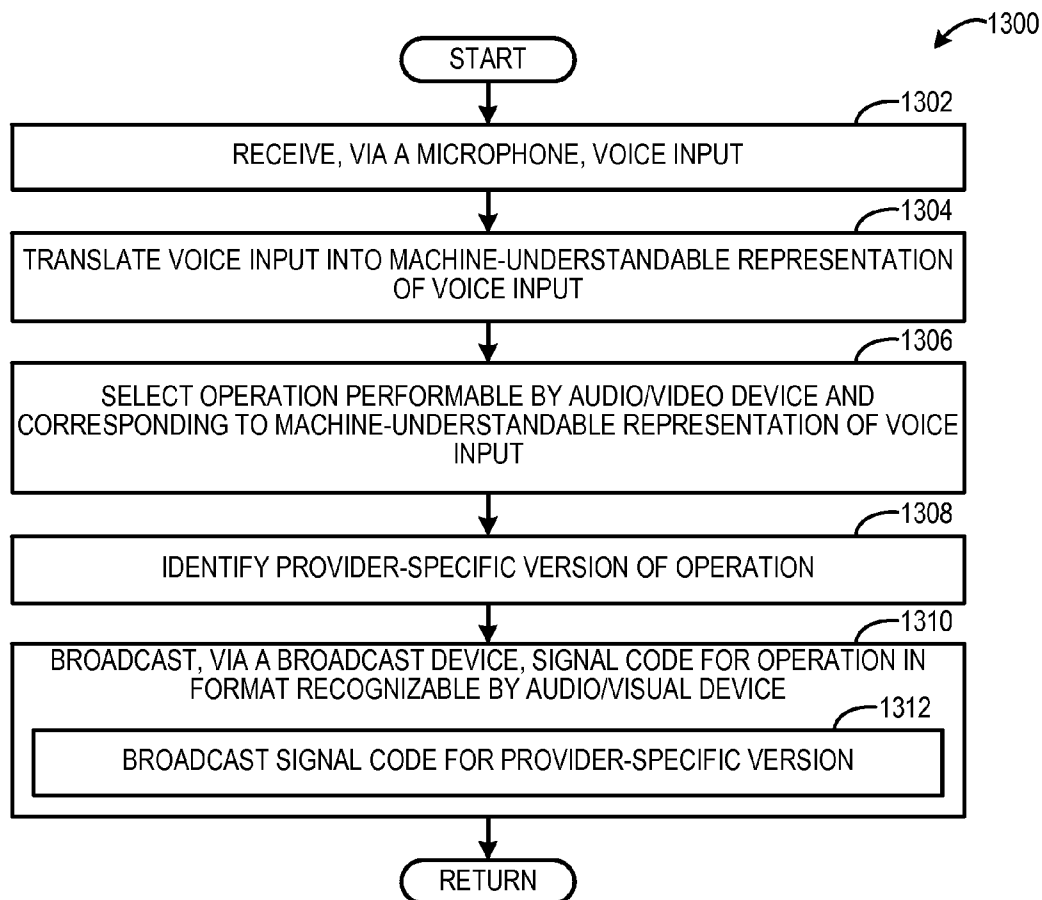 1300
START
1302
RECEIVE, VIA A MICROPHONE, VOICE INPUT
1304
TRANSLATE VOICE INPUT INTO MACHINE-UNDERSTANDABLE REPRESENTATION
OF VOICE INPUT
1306
SELECT OPERATION PERFORMABLE BY AUDIO/VIDEO DEVICE AND
CORRESPONDING TO MACHINE-UNDERSTANDABLE REPRESENTATION OF VOICE
INPUT
1308
IDENTIFY PROVIDER-SPECIFIC VERSION OF OPERATION
1310
BROADCAST, VIA A BROADCAST DEVICE, SIGNAL CODE FOR OPERATION IN
FORMAT RECOGNIZABLE BY AUDIO/VISUAL DEVICE
1312
BROADCAST SIGNAL CODE FOR PROVIDER-SPECIFIC VERSION
RETURN